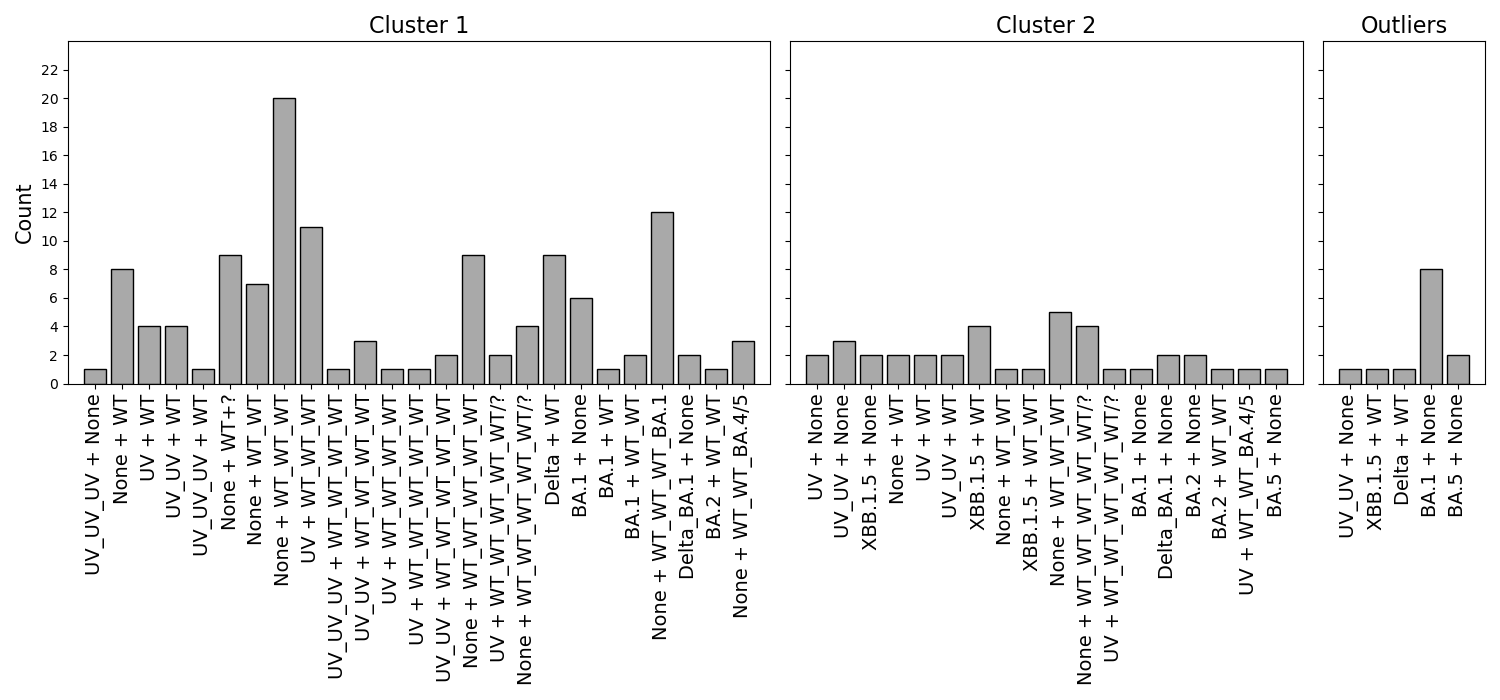 Cluster 1
Cluster 2
Outliers
Count
22
20
18
16
14
12
10
8
6
4
2
0
UV_UV_UV + None
None + WT
UV + WT
UV_UV + WT
UV_UV_UV + WT
None + WT+?
None + WT_WT
None + WT_WT_WT
UV + WT_WT_WT
UV_UV_UV + WT_WT_WT_WT
UV_UV + WT_WT_WT_WT
UV + WT_WT_WT_WT
UV + WT_WT_WT_WT_WT
UV_UV + WT_WT_WT_WT_WT
None + WT_WT_WT_WT_WT
UV + WT_WT_WT_WT_WT/?
None + WT_WT_WT_WT_WT/?
Delta + WT
BA.1 + None
BA.1 + WT
BA.1 + WT_WT
None + WT_WT_WT_BA.1
Delta_BA.1 + None
BA.2 + WT_WT
None + WT_WT_BA.4/5
UV + None
UV_UV + None
XBB.1.5 + None
None + WT
UV + WT
UV_UV + WT
XBB.1.5 + WT
None + WT_WT
XBB.1.5 + WT_WT
None + WT_WT_WT
None + WT_WT_WT_WT_WT/?
UV + WT_WT_WT_WT_WT/?
BA.1 + None
Delta_BA.1 + None
BA.2 + None
BA.2 + WT_WT
UV + WT_WT_BA.4/5
BA.5 + None
UV_UV + None
XBB.1.5 + WT
Delta + WT
BA.1 + None
BA.5 + None